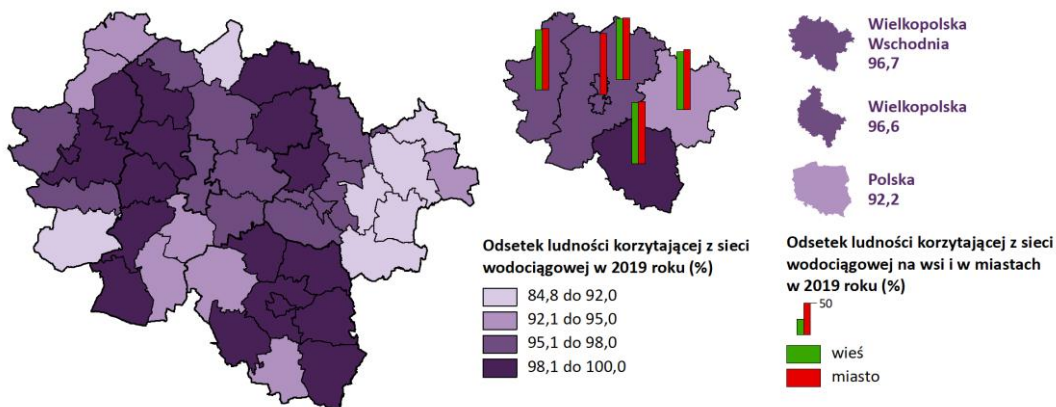 Wielkopolska
Wschodnia
96,7
Wielkopolska
96,6
Polska
92,2
Odsetek ludności korzytającej z sieci
wodociągowej w 2019 roku (%)
84,8 do 92,0
92,1 do 95,0
95,1 do 98,0
98,1 do 100,0
Odsetek ludności korzytającej z sieci
wodociągowej na wsi i w miastach
w 2019 roku (%)
50
wieś
miasto